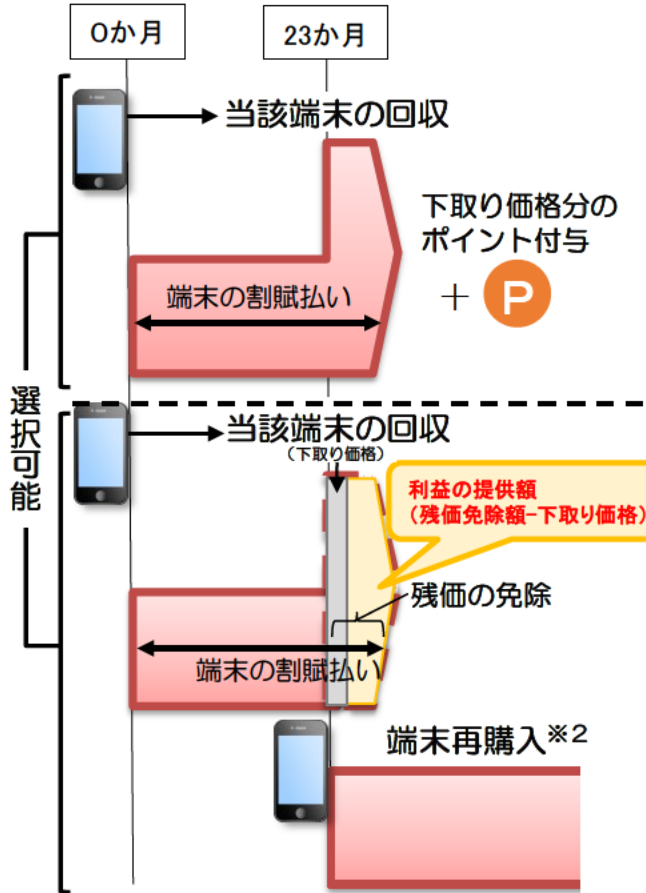 0か月
23か月
当該端末の回収
下取り価格分の
ポイント付与
端末の割賦払い
+ P
選択可能
当該端末の回収
(下取り価格)
利益の提供額
(残価免除額-下取り価格)
残価の免除
端末の割賦払い
端末再購入※2